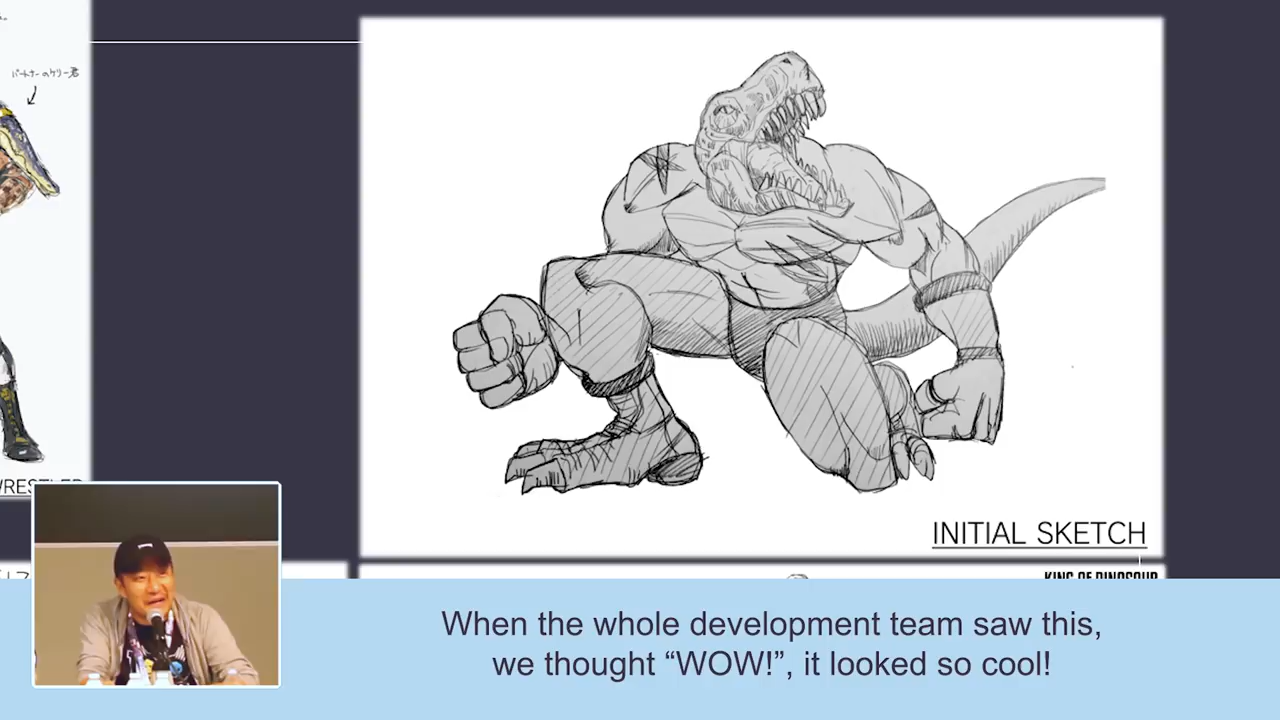 パートナーのケリー君
WRESTLER
INITIAL SKETCH
KING OF DINOSAUR
When the whole development team saw this,
we thought “WOW!”, it looked so cool!